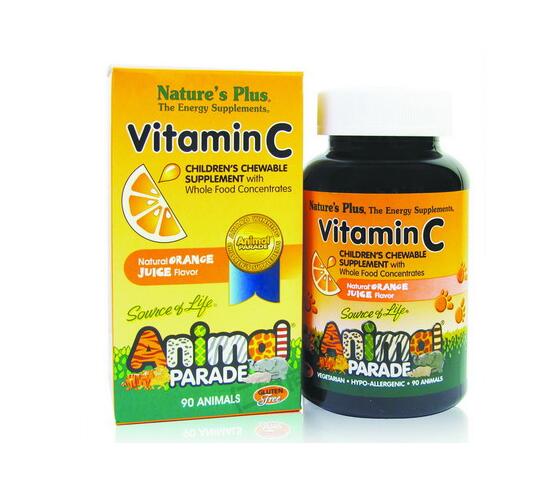 Nature's Plus®
The Energy Supplements®
Vitamin C
CHILDREN'S CHEWABLE
SUPPLEMENT with
Whole Food Concentrates
Animal
PARADE
Natural ORANGE
JUICE Flavor
Source of Life®
Animal
PARADE
90 ANIMALS
GLUTEN
Free
Nature's Plus® The Energy Supplements®
Vitamin C
CHILDREN'S CHEWABLE
SUPPLEMENT with
Whole Food Concentrates
Natural ORANGE
JUICE Flavor
Source of Life®
Animal
PARADE
VEGETARIAN • HYPO-ALLERGENIC • 90 ANIMALS